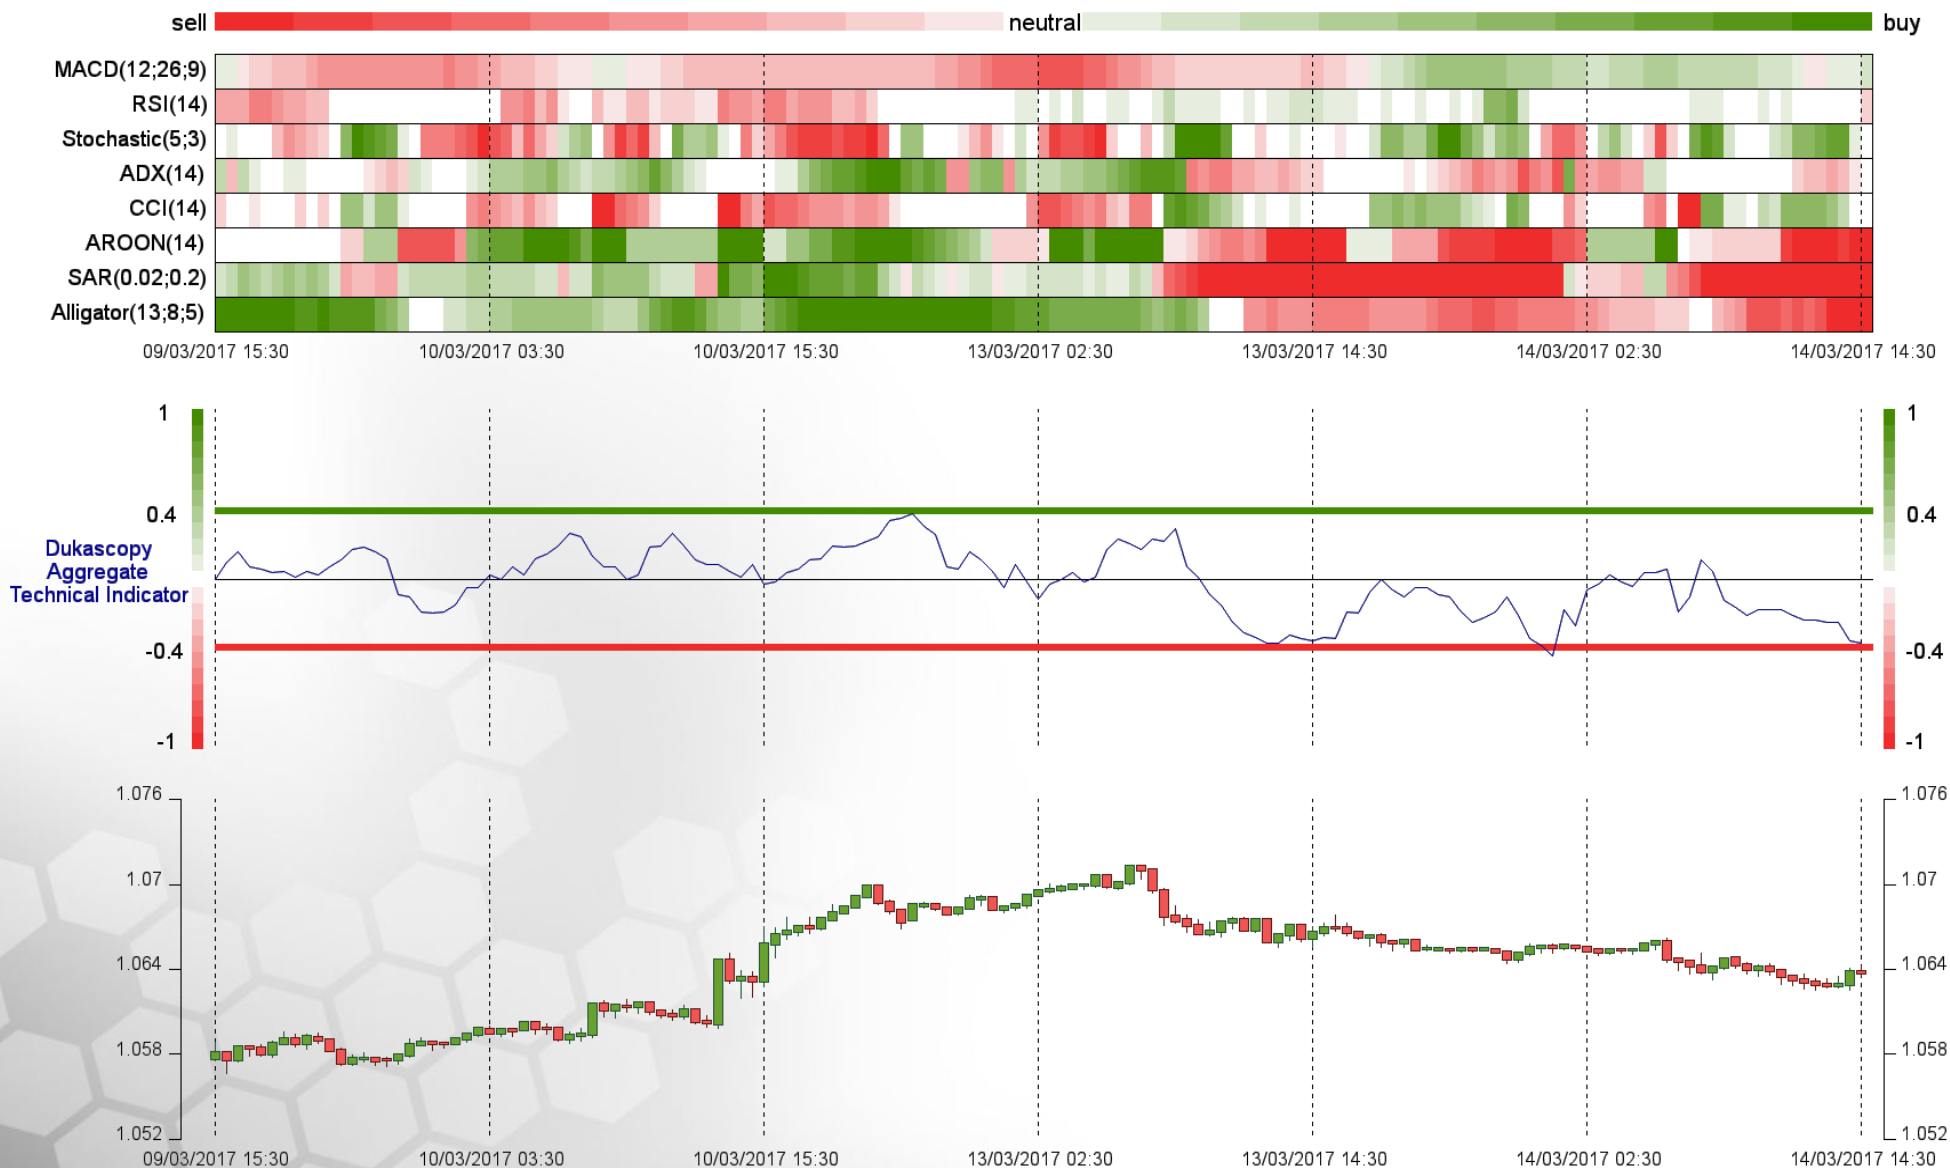 sell neutral buy
MACD(12;26;9)
RSI(14)
Stochastic(5;3)
ADX(14)
CCI(14)
AROON(14)
SAR(0.02;0.2)
Alligator(13;8;5)
09/03/2017 15:30 10/03/2017 03:30 10/03/2017 15:30 13/03/2017 02:30 13/03/2017 14:30 14/03/2017 02:30 14/03/2017 14:30
1 1
0.4 0.4
Dukascopy
Aggregate
Technical Indicator
-0.4 -0.4
-1 -1
1.076 1.076
1.07 1.07
1.064 1.064
1.058 1.058
1.052 1.052
09/03/2017 15:30 10/03/2017 03:30 10/03/2017 15:30 13/03/2017 02:30 13/03/2017 14:30 14/03/2017 02:30 14/03/2017 14:30